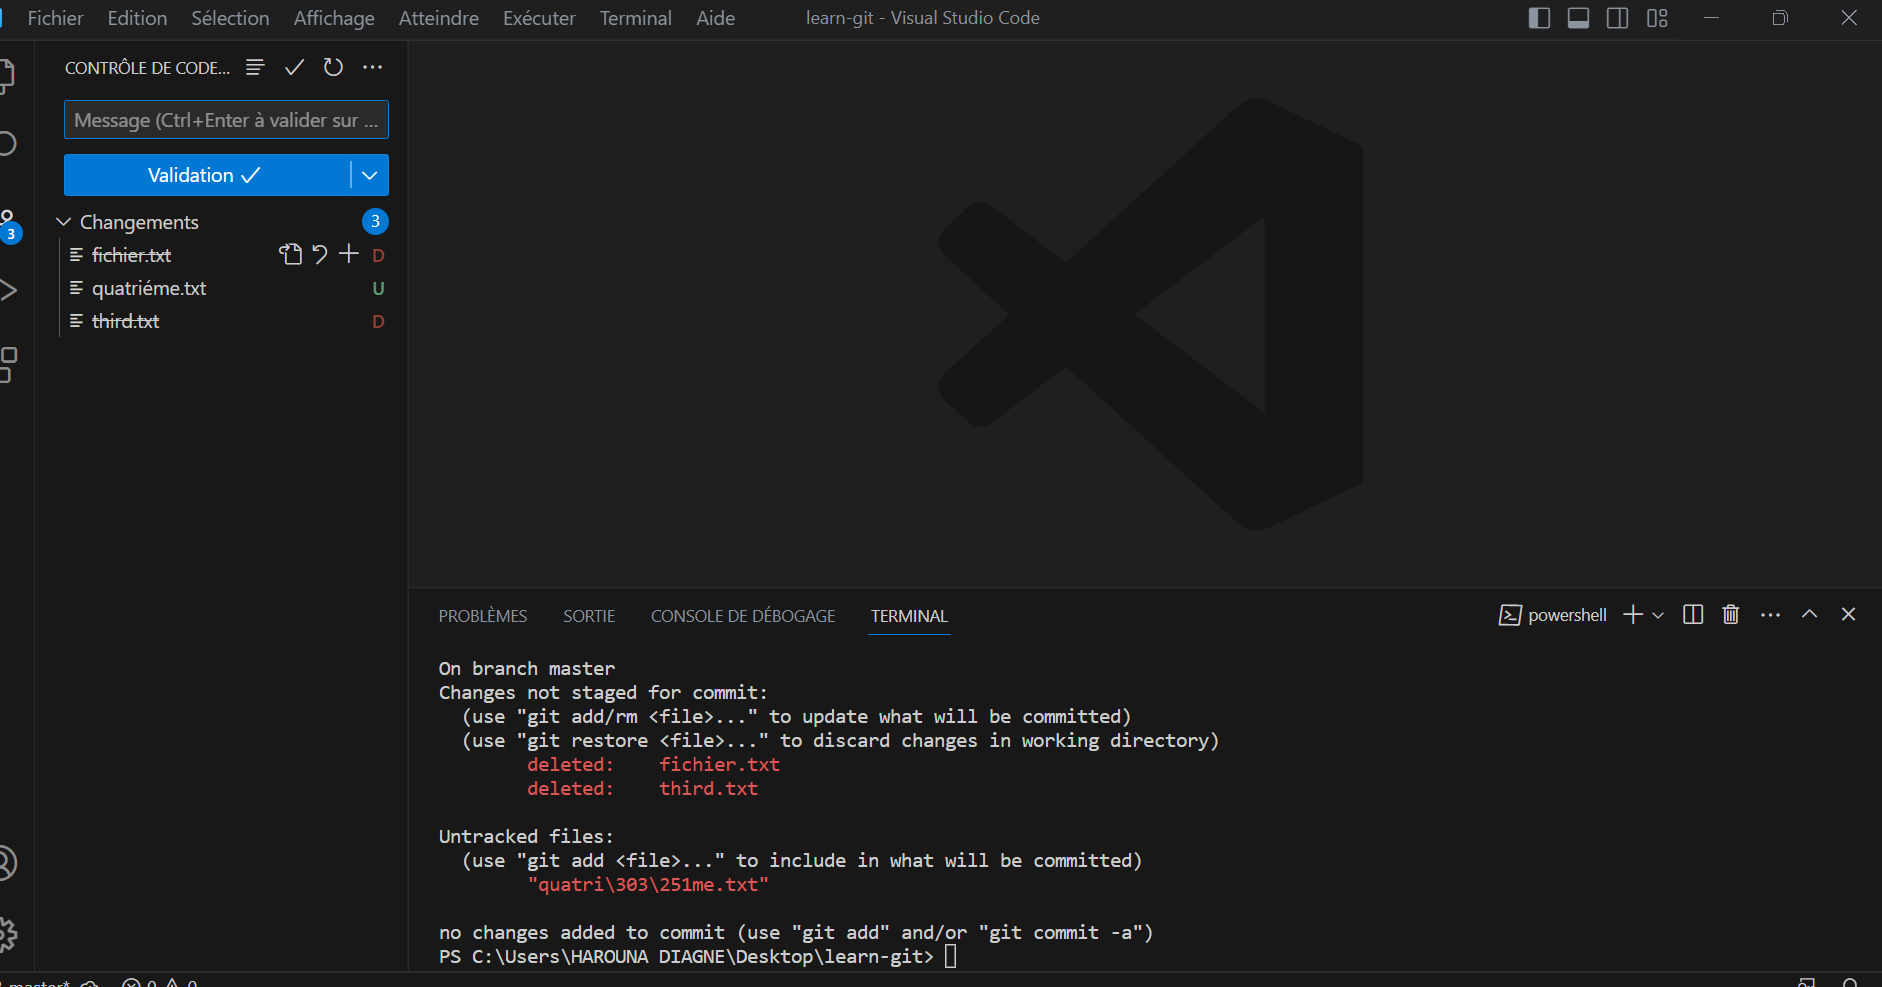 Fichier Edition Sélection Affichage Atteindre Exécuter Terminal Aide learn-git - Visual Studio Code
CONTRÔLE DE CODE...
Message (Ctrl+Enter à valider sur ...
Validation
Changements 3
fichier.txt D
3
quatriéme.txt U
third.txt D
PROBLÈMES SORTIE CONSOLE DE DÉBOGAGE TERMINAL powershell
On branch master
Changes not staged for commit:
(use "git add/rm <file>..." to update what will be committed)
(use "git restore <file>..." to discard changes in working directory)
deleted: fichier.txt
deleted: third.txt
Untracked files:
(use "git add <file>..." to include in what will be committed)
"quatri\303\251me.txt"
no changes added to commit (use "git add" and/or "git commit -a")
PS C:\Users\HAROUNA DIAGNE\Desktop\learn-git>
master* 0 0